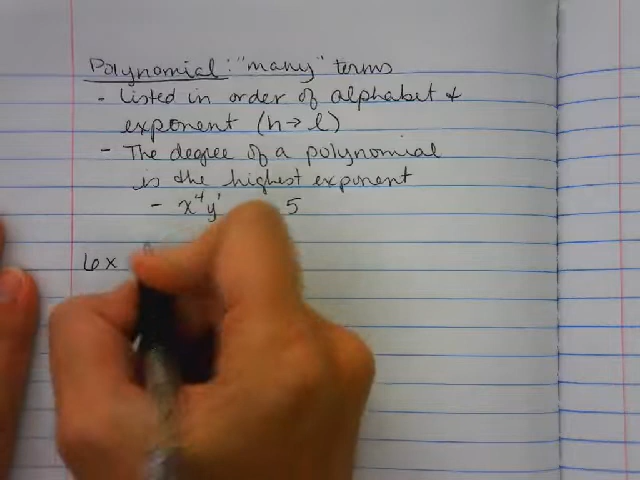 Polynomial: "many" terms
- Listed in order of alphabet &
exponent (h→l)
- The degree of a polynomial
is the highest exponent
- x⁴y¹ 5
6x